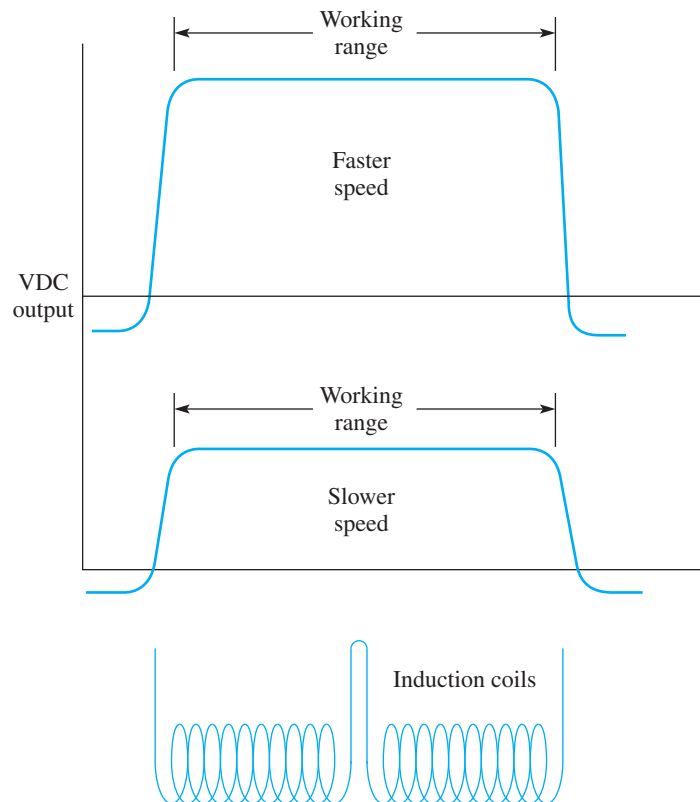 Working
range
Faster
speed
VDC
output
Working
range
Slower
speed
Induction coils